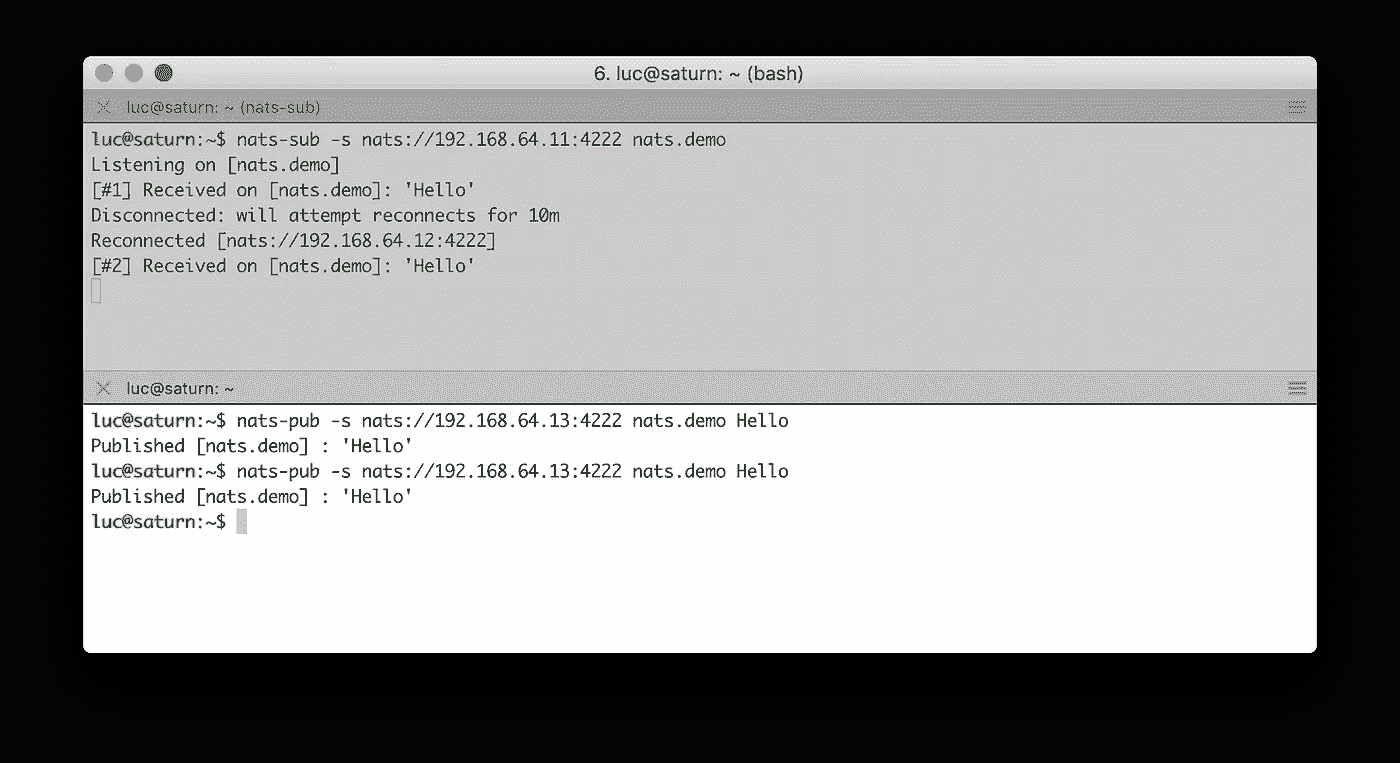 6. luc@saturn: ~ (bash)
luc@saturn: ~ (nats-sub)
luc@saturn:~$ nats-sub -s nats://192.168.64.11:4222 nats.demo
Listening on [nats.demo]
[#1] Received on [nats.demo]: 'Hello'
Disconnected: will attempt reconnects for 10m
Reconnected [nats://192.168.64.12:4222]
[#2] Received on [nats.demo]: 'Hello'
luc@saturn: ~
luc@saturn:~$ nats-pub -s nats://192.168.64.13:4222 nats.demo Hello
Published [nats.demo] : 'Hello'
luc@saturn:~$ nats-pub -s nats://192.168.64.13:4222 nats.demo Hello
Published [nats.demo] : 'Hello'
luc@saturn:~$